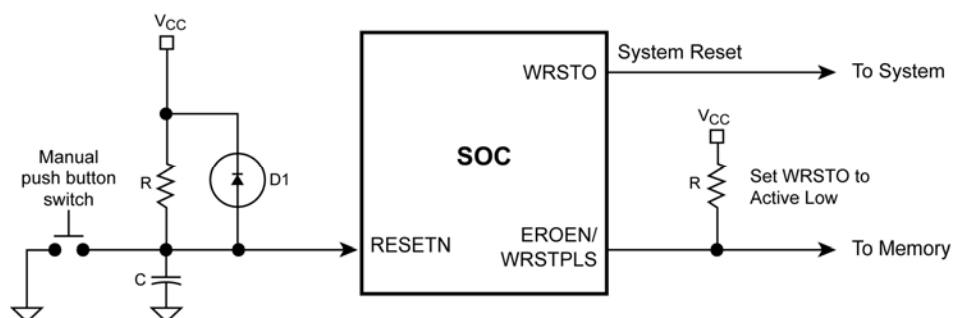 VCC
Manual
push button
switch
R
D1
C
RESETN
SOC
WRSTO
EROEN/
WRSTPLS
System Reset
To System
VCC
R
Set WRSTO to
Active Low
To Memory